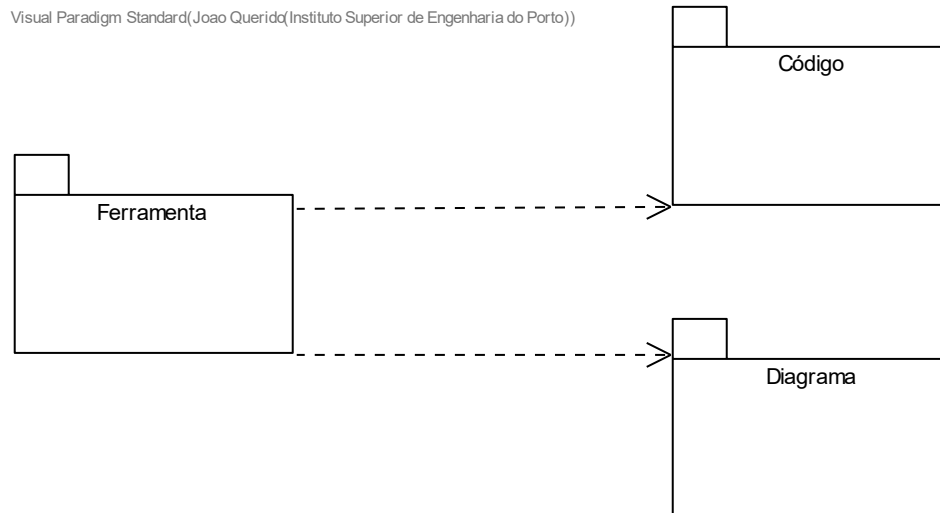 Visual Paradigm Standard(Joao Querido(Instituto Superior de Engenharia do Porto))
Código
Ferramenta
Diagrama